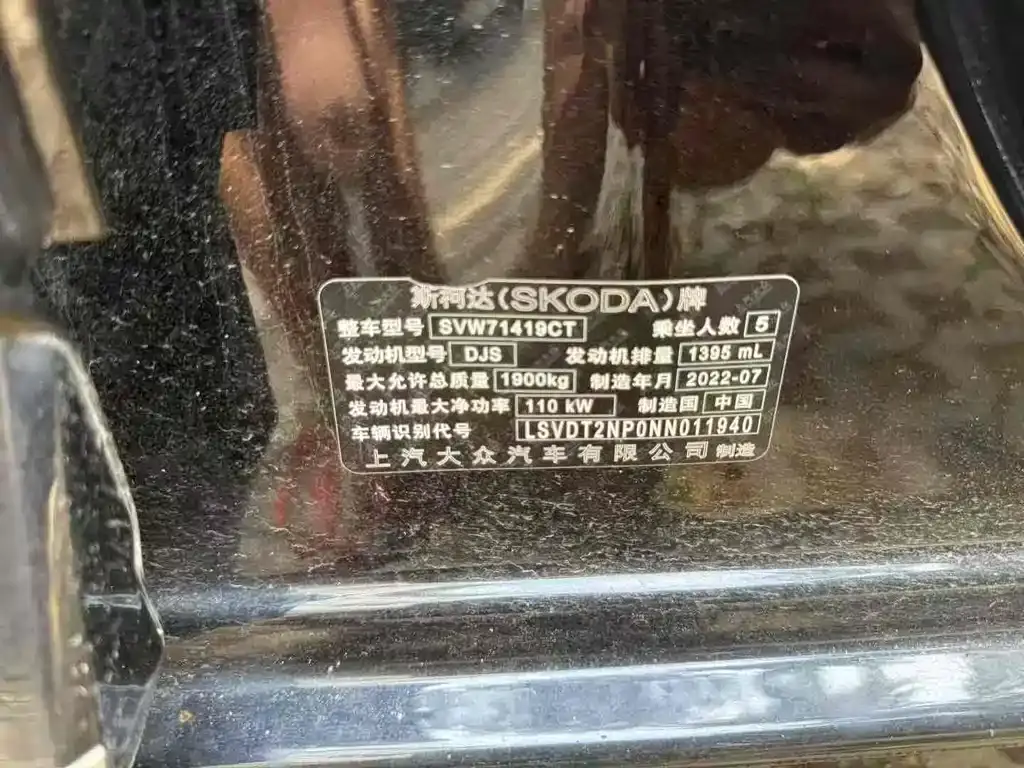 斯柯达(SKODA)牌
整车型号 SVW71419CT 乘坐人数 5
发动机型号 DJS 发动机排量 1395 mL
最大允许总质量 1900kg 制造年月 2022-07
发动机最大净功率 110 kW 制造国 中国
车辆识别代号 LSVDT2NP0NN011940
上汽大众汽车有限公司 制造